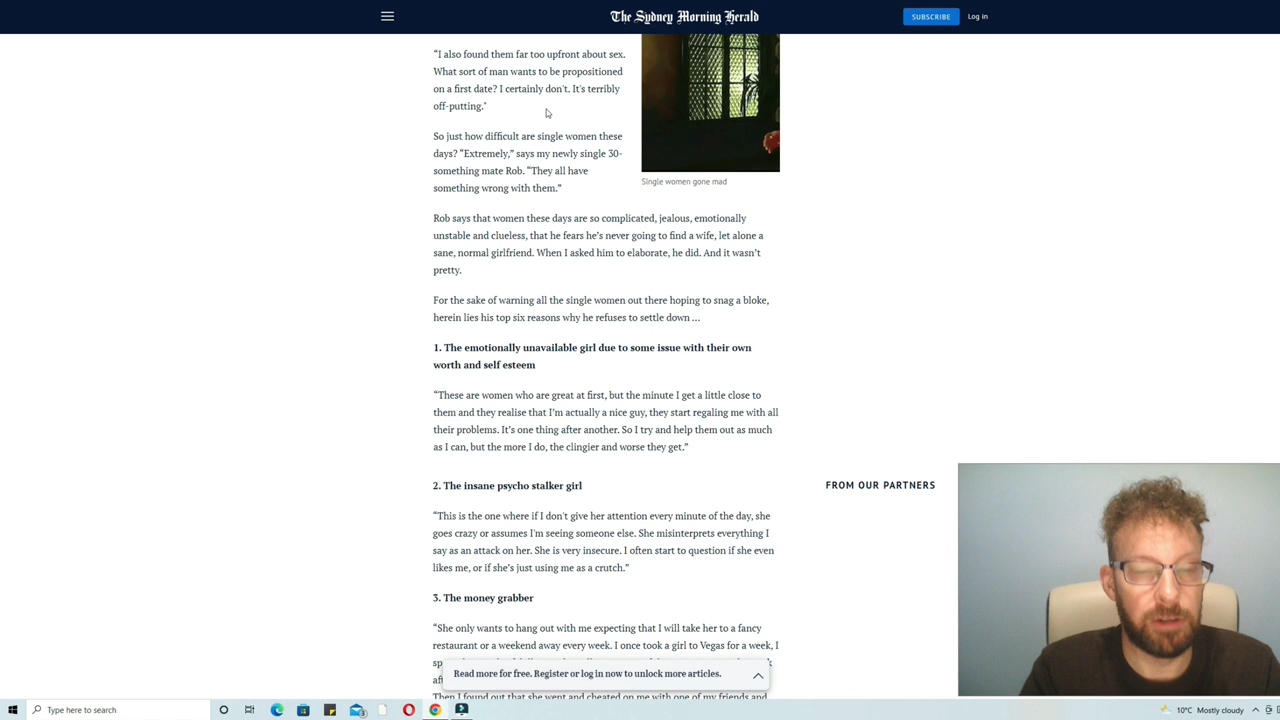 The Sydney Morning Herald
SUBSCRIBE
Log in
“I also found them far too upfront about sex.
What sort of man wants to be propositioned
on a first date? I certainly don't. It's terribly
off-putting."
So just how difficult are single women these
days? “Extremely,” says my newly single 30-
something mate Rob. “They all have
something wrong with them.”
Single women gone mad
Rob says that women these days are so complicated, jealous, emotionally
unstable and clueless, that he fears he’s never going to find a wife, let alone a
sane, normal girlfriend. When I asked him to elaborate, he did. And it wasn’t
pretty.
For the sake of warning all the single women out there hoping to snag a bloke,
herein lies his top six reasons why he refuses to settle down ...
1. The emotionally unavailable girl due to some issue with their own
worth and self esteem
“These are women who are great at first, but the minute I get a little close to
them and they realise that I’m actually a nice guy, they start regaling me with all
their problems. It’s one thing after another. So I try and help them out as much
as I can, but the more I do, the clingier and worse they get.”
2. The insane psycho stalker girl
“This is the one where if I don't give her attention every minute of the day, she
goes crazy or assumes I'm seeing someone else. She misinterprets everything I
say as an attack on her. She is very insecure. I often start to question if she even
likes me, or if she’s just using me as a crutch.”
3. The money grabber
“She only wants to hang out with me expecting that I will take her to a fancy
restaurant or a weekend away every week. I once took a girl to Vegas for a week, I
Then I found out that she went and cheated on me with one of my friends and
FROM OUR PARTNERS
Read more for free. Register or log in now to unlock more articles.
Type here to search
10°C Mostly cloudy